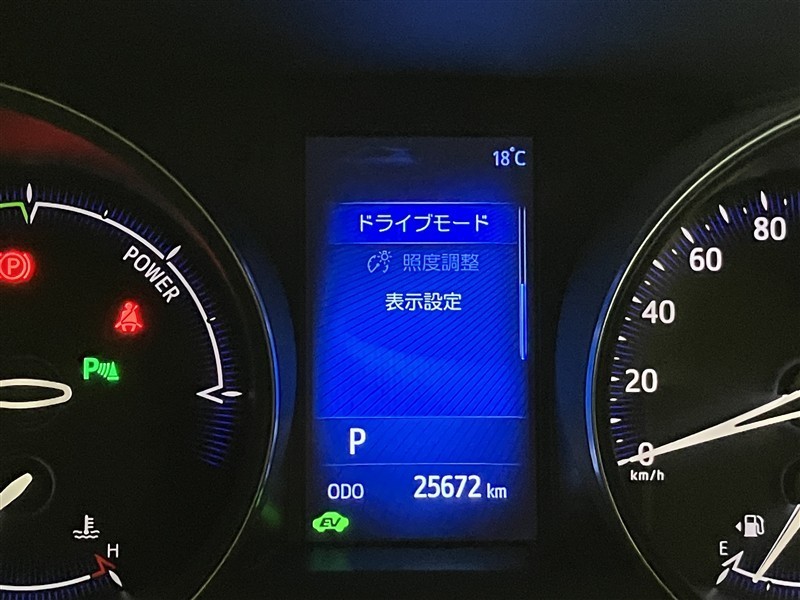 18℃
ドライブモード
照度調整
表示設定
P
ODO 25672 km
EV
POWER
P
P
H
80
60
40
20
0
km/h
E